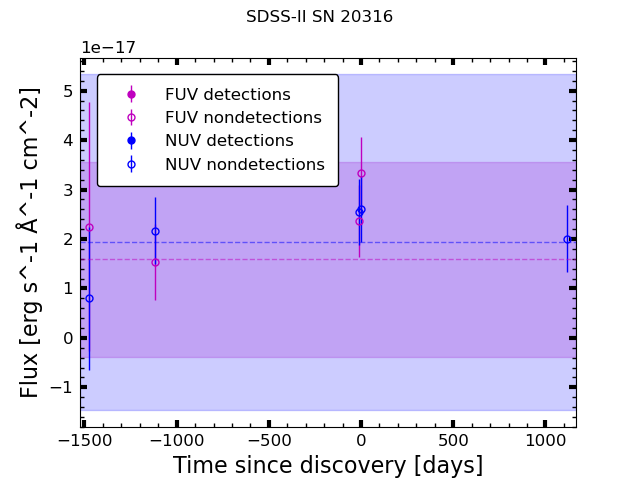 SDSS-II SN 20316
1e−17
FUV detections
FUV nondetections
NUV detections
NUV nondetections
5
4
3
2
1
0
−1
−1500 −1000 −500 0 500 1000
Flux [erg s^-1 Å^-1 cm^-2]
Time since discovery [days]